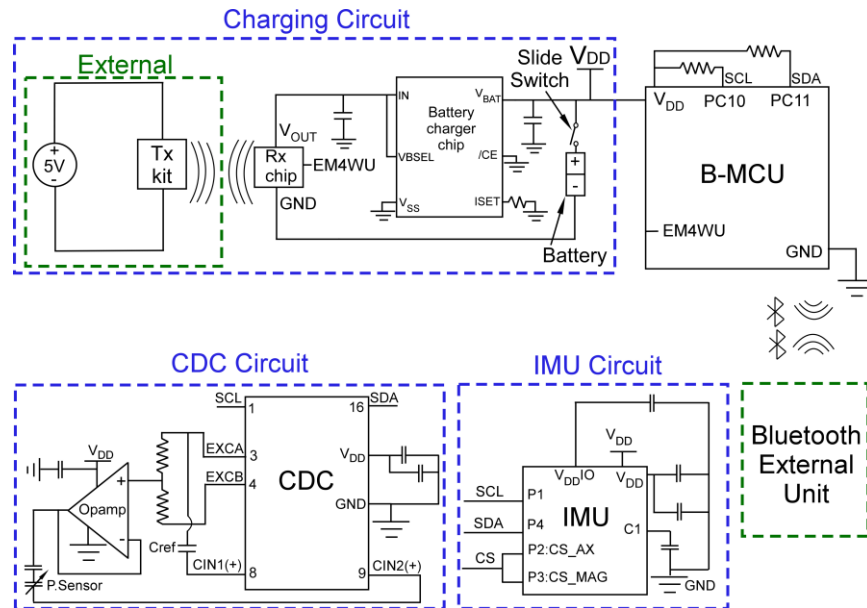 Charging Circuit
External
5V
+
-
Tx
kit
VOUT
Rx
chip
EM4WU
GND
IN
VBSEL
VSS
Battery
charger
chip
VBAT
/CE
ISET
Slide
Switch
VDD
+
-
Battery
VDD
SCL
PC10
SDA
PC11
B-MCU
EM4WU
GND
CDC Circuit
SCL
1
16
SDA
VDD
EXCA
3
EXCB
4
CDC
VDD
GND
+
Opamp
-
Cref
CIN1(+)
8
9
CIN2(+)
P.Sensor
IMU Circuit
VDD
VDDIO
VDD
SCL
P1
SDA
P4
IMU
C1
CS
P2:CS_AX
P3:CS_MAG
GND
Bluetooth
External
Unit